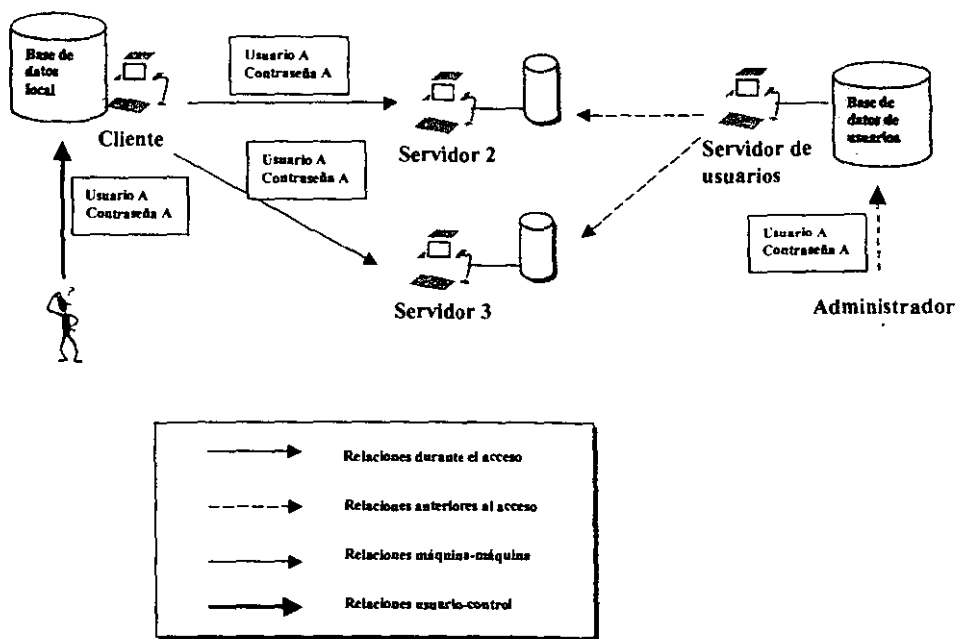 Base de
datos
local
Cliente
Usuario A
Contraseña A
Usuario A
Contraseña A
Usuario A
Contraseña A
Servidor 2
Servidor 3
Servidor de
usuarios
Base de
datos de
usuarios
Usuario A
Contraseña A
Administrador
?
Relaciones durante el acceso
Relaciones anteriores al acceso
Relaciones máquina-máquina
Relaciones usuario-control